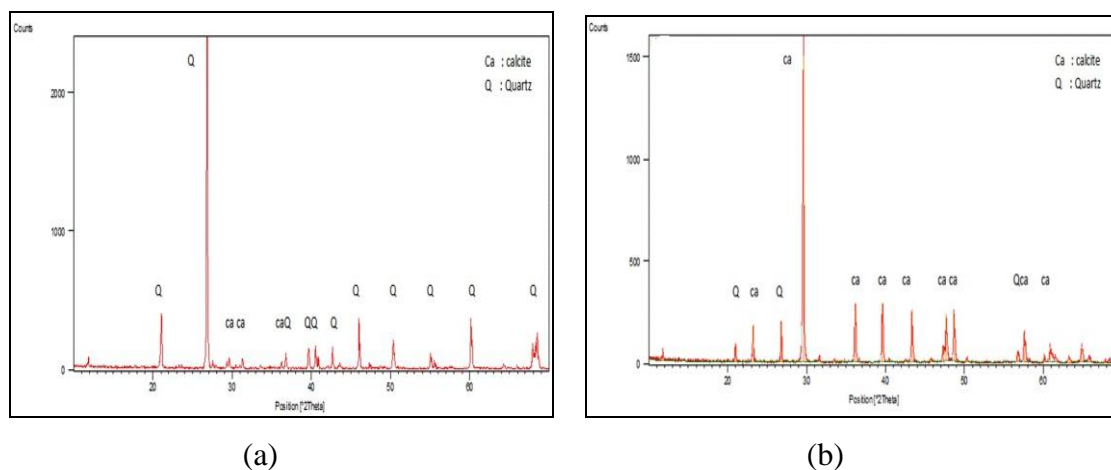 Counts
Ca : calcite
Q : Quartz
Q
2000
1000
0
Q
ca ca
caQ
QQ
Q
Q
Q
Q
Q
Q
20
30
40
50
60
Position [°2Theta]
(a)
Counts
Ca : calcite
Q : Quartz
ca
1500
1000
500
0
Q
ca
Q
ca
ca
ca
ca
ca
Qca
ca
20
30
40
50
60
Position [°2Theta]
(b)